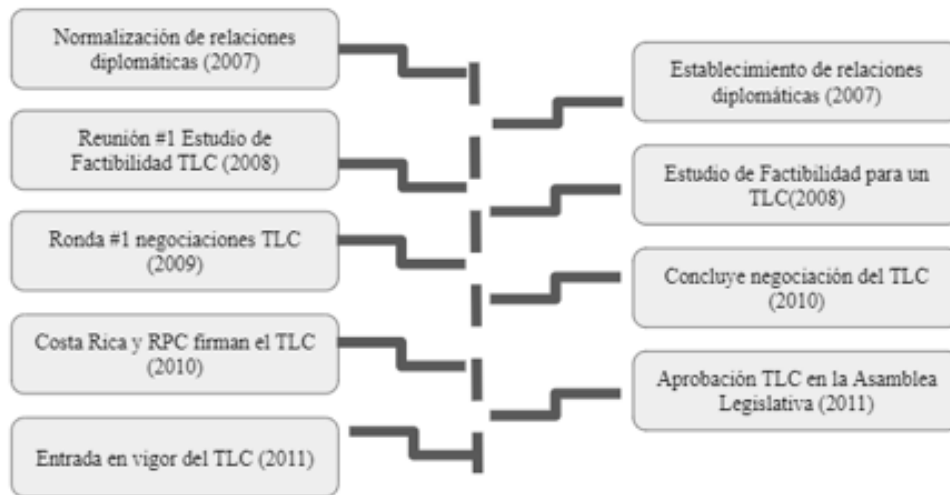 Normalización de relaciones
diplomáticas (2007)
Establecimiento de relaciones
diplomáticas (2007)
Reunión #1 Estudio de
Factibilidad TLC (2008)
Estudio de Factibilidad para un
TLC(2008)
Ronda #1 negociaciones TLC
(2009)
Concluye negociación del TLC
(2010)
Costa Rica y RPC firman el TLC
(2010)
Aprobación TLC en la Asamblea
Legislativa (2011)
Entrada en vigor del TLC (2011)